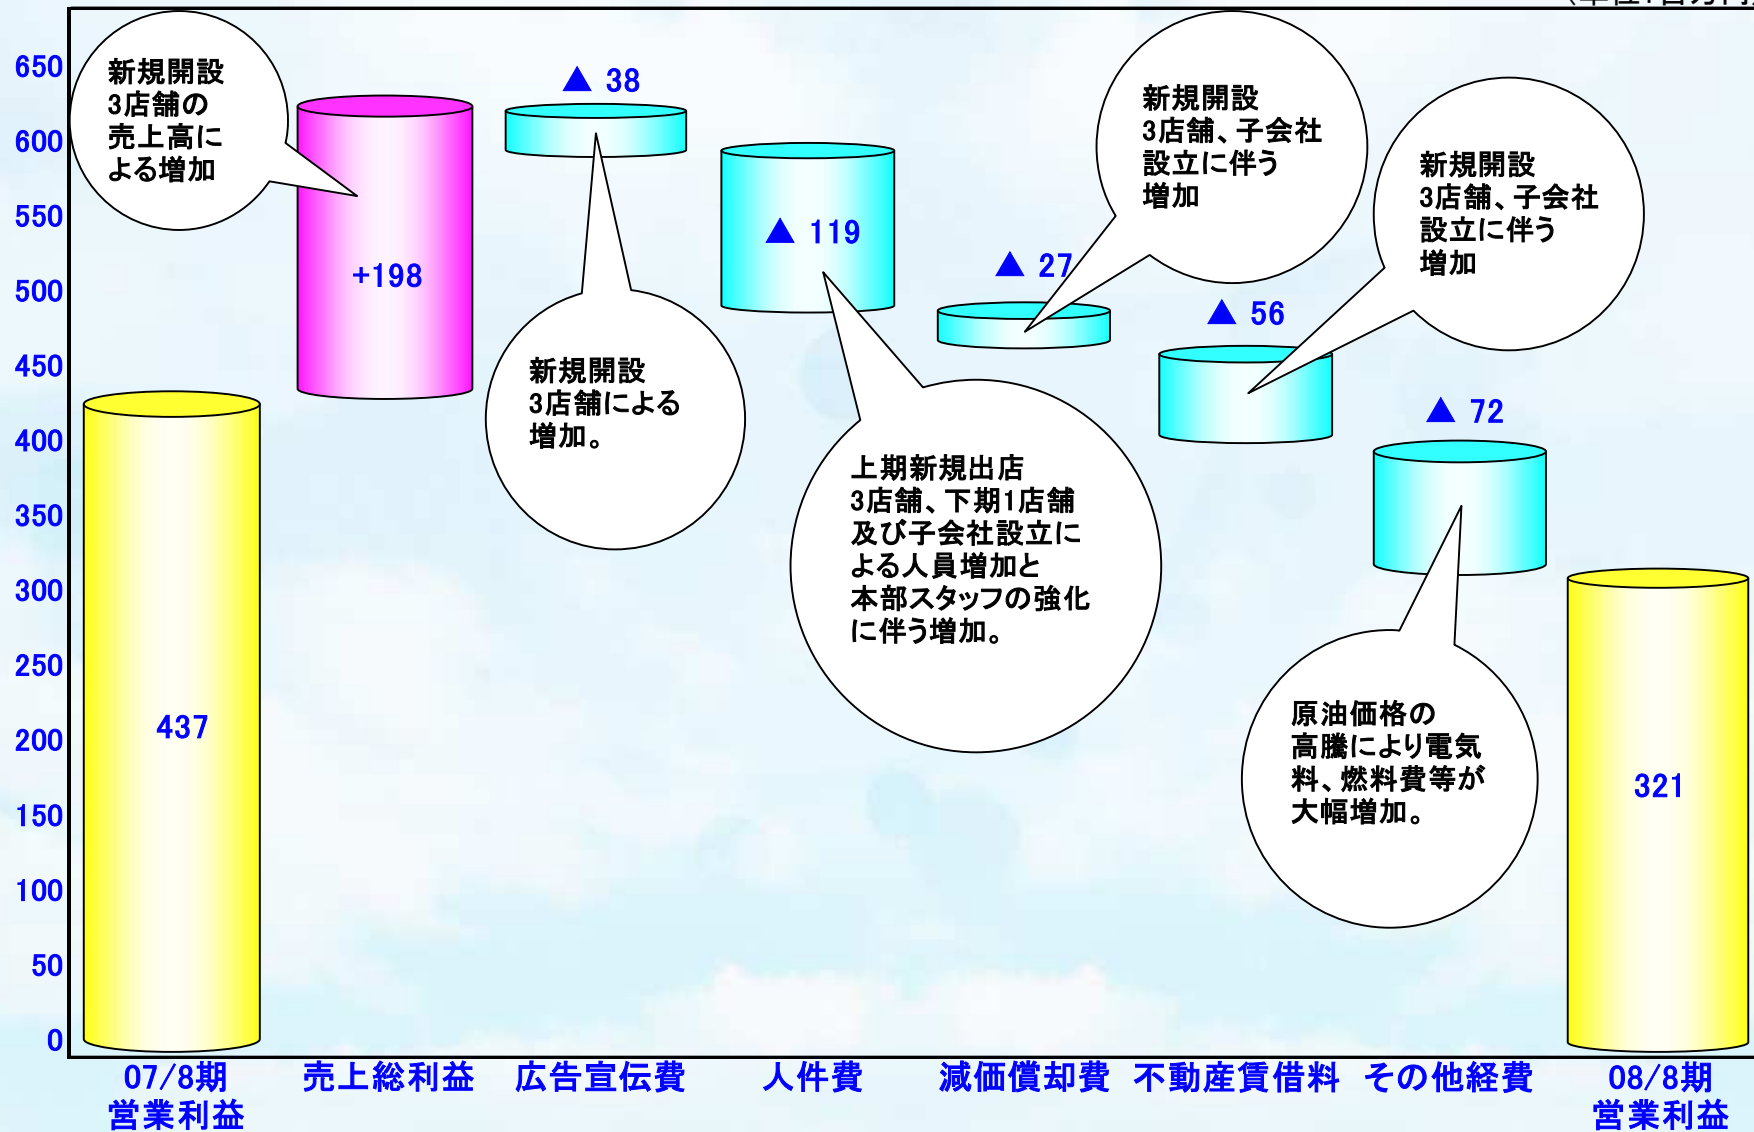 650
600
550
500
450
400
350
300
250
200
150
100
50
0
新規開設
3店舗の
売上高に
よる増加
+198
437
▲ 38
新規開設
3店舗による
増加。
▲ 119
上期新規出店
3店舗、下期1店舗
及び子会社設立に
よる人員増加と
本部スタッフの強化
に伴う増加。
▲ 27
新規開設
3店舗、子会社
設立に伴う
増加
▲ 56
新規開設
3店舗、子会社
設立に伴う
増加
▲ 72
原油価格の
高騰により電気
料、燃料費等が
大幅増加。
321
07/8期
営業利益
売上総利益
広告宣伝費
人件費
減価償却費
不動産賃借料
その他経費
08/8期
営業利益